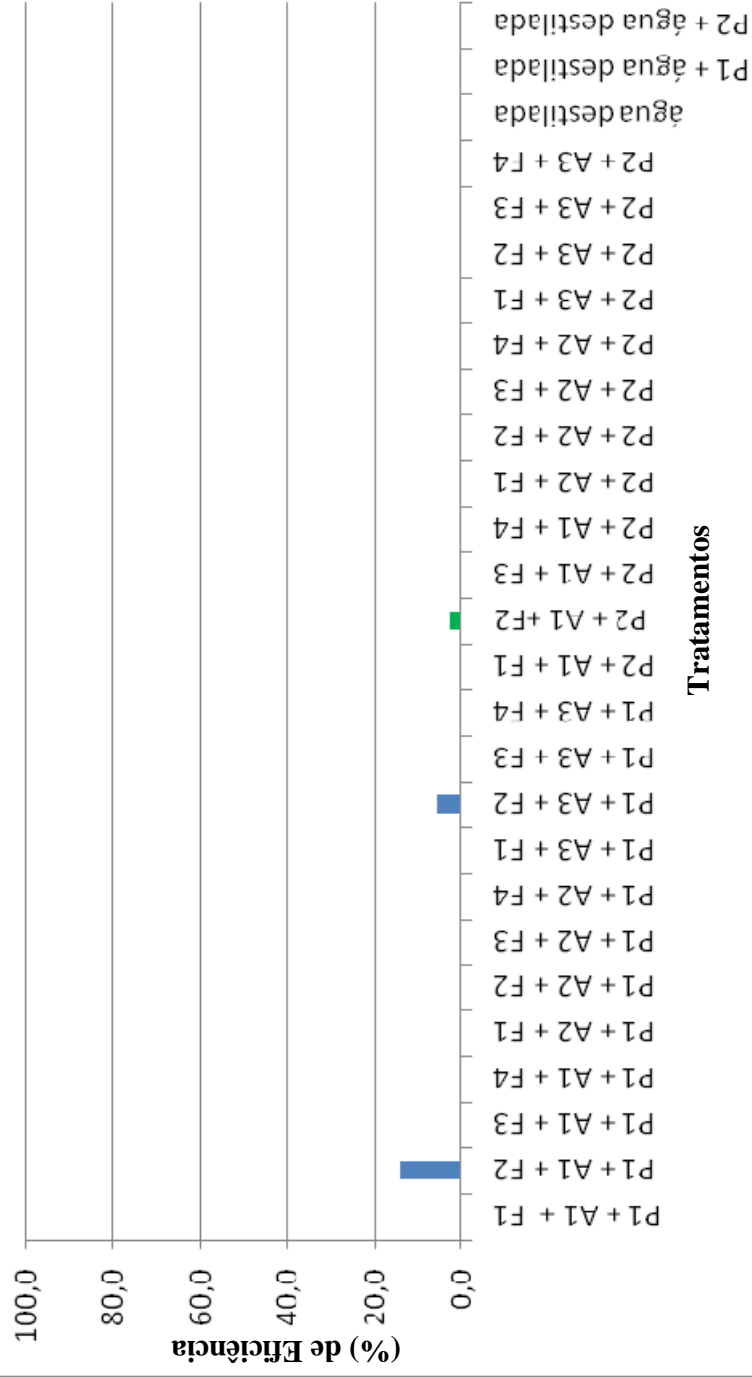 (%) de Eficiência
100,0
80,0
60,0
40,0
20,0
0,0
P1 + A1 + F1
P1 + A1 + F2
P1 + A1 + F3
P1 + A1 + F4
P1 + A2 + F1
P1 + A2 + F2
P1 + A2 + F3
P1 + A2 + F4
P1 + A3 + F1
P1 + A3 + F2
P1 + A3 + F3
P1 + A3 + F4
P2 + A1 + F1
P2 + A1 +F2
P2 + A1 + F3
P2 + A1 + F4
P2 + A2 + F1
P2 + A2 + F2
P2 + A2 + F3
P2 + A2 + F4
P2 + A3 + F1
P2 + A3 + F2
P2 + A3 + F3
P2 + A3 + F4
água destilada
P1 + água destilada
P2 + água destilada
Tratamentos